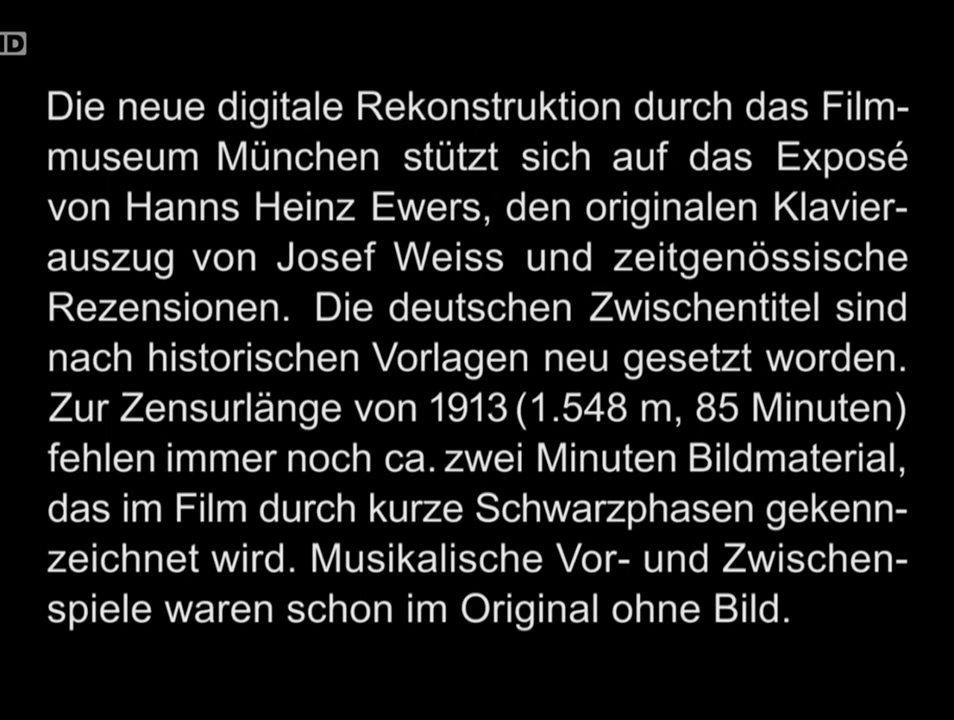 Die neue digitale Rekonstruktion durch das Film-
museum München stützt sich auf das Exposé
von Hanns Heinz Ewers, den originalen Klavier-
auszug von Josef Weiss und zeitgenössische
Rezensionen. Die deutschen Zwischentitel sind
nach historischen Vorlagen neu gesetzt worden.
Zur Zensurlänge von 1913 (1.548 m, 85 Minuten)
fehlen immer noch ca. zwei Minuten Bildmaterial,
das im Film durch kurze Schwarzphasen gekenn-
zeichnet wird. Musikalische Vor- und Zwischen-
spiele waren schon im Original ohne Bild.